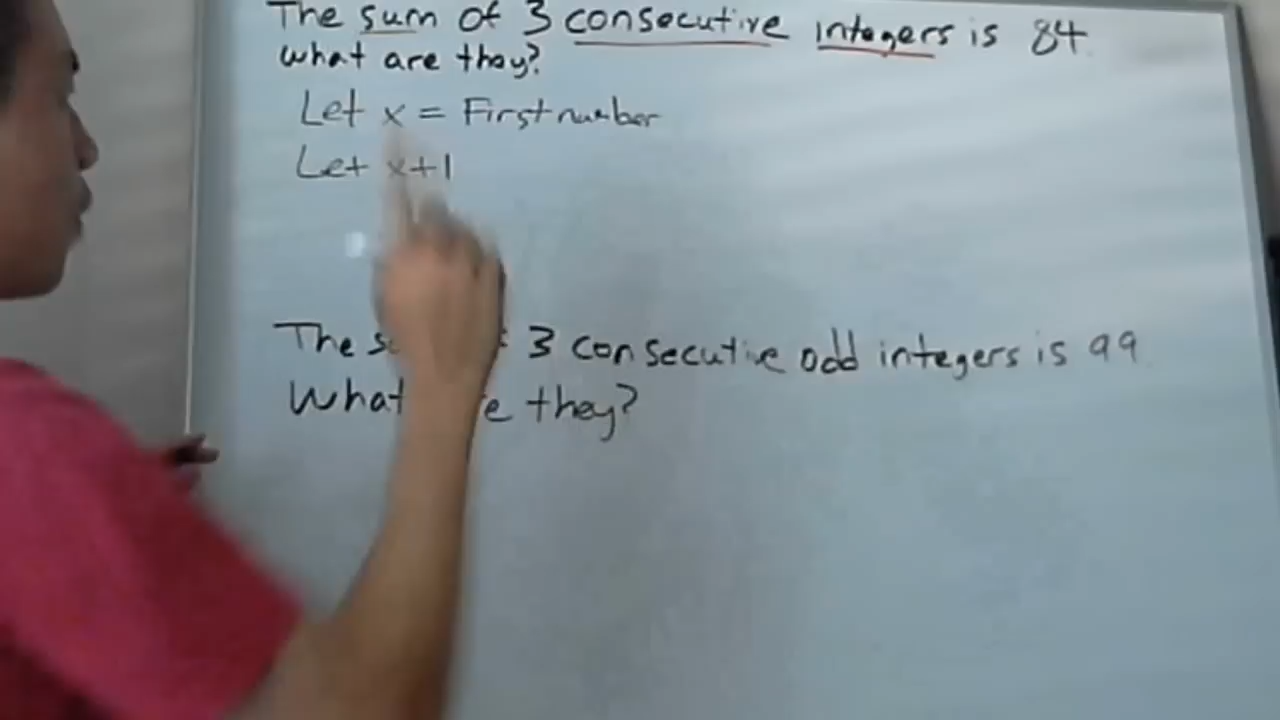 The sum of 3 consecutive integers is 84
What are they?
Let x = First number
Let x+1
The 3 consecutive odd integers is 99
What they?